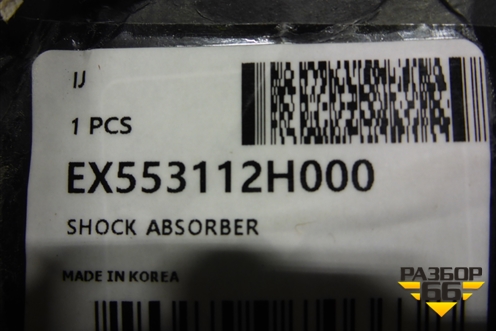 IJ
1 PCS
EX553112H000
SHOCK ABSORBER
MADE IN KOREA
РАЗБОР
66